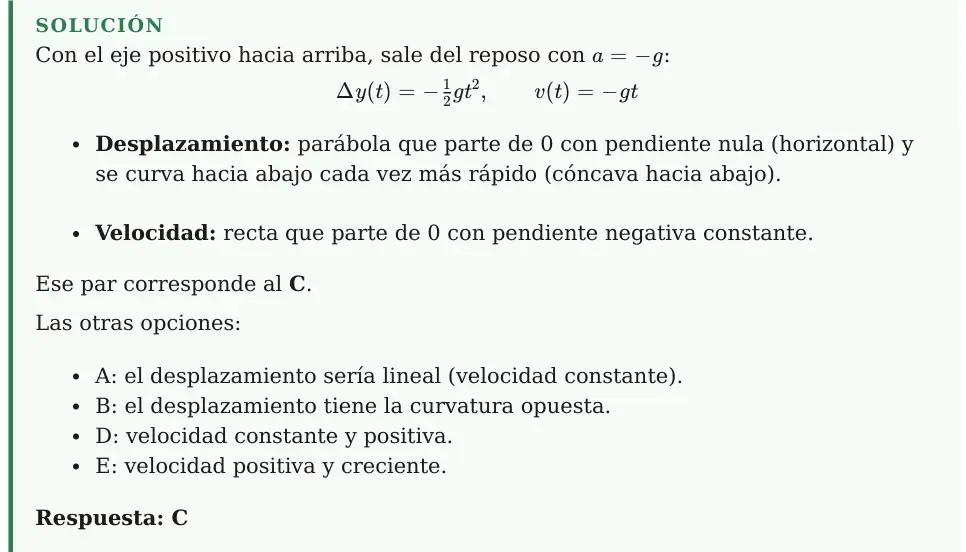 SOLUCIÓN
Con el eje positivo hacia arriba, sale del reposo con a = −g:
Δy(t) = −½gt², v(t) = −gt
• Desplazamiento: parábola que parte de 0 con pendiente nula (horizontal) y
se curva hacia abajo cada vez más rápido (cóncava hacia abajo).
• Velocidad: recta que parte de 0 con pendiente negativa constante.
Ese par corresponde al C.
Las otras opciones:
• A: el desplazamiento sería lineal (velocidad constante).
• B: el desplazamiento tiene la curvatura opuesta.
• D: velocidad constante y positiva.
• E: velocidad positiva y creciente.
Respuesta: C